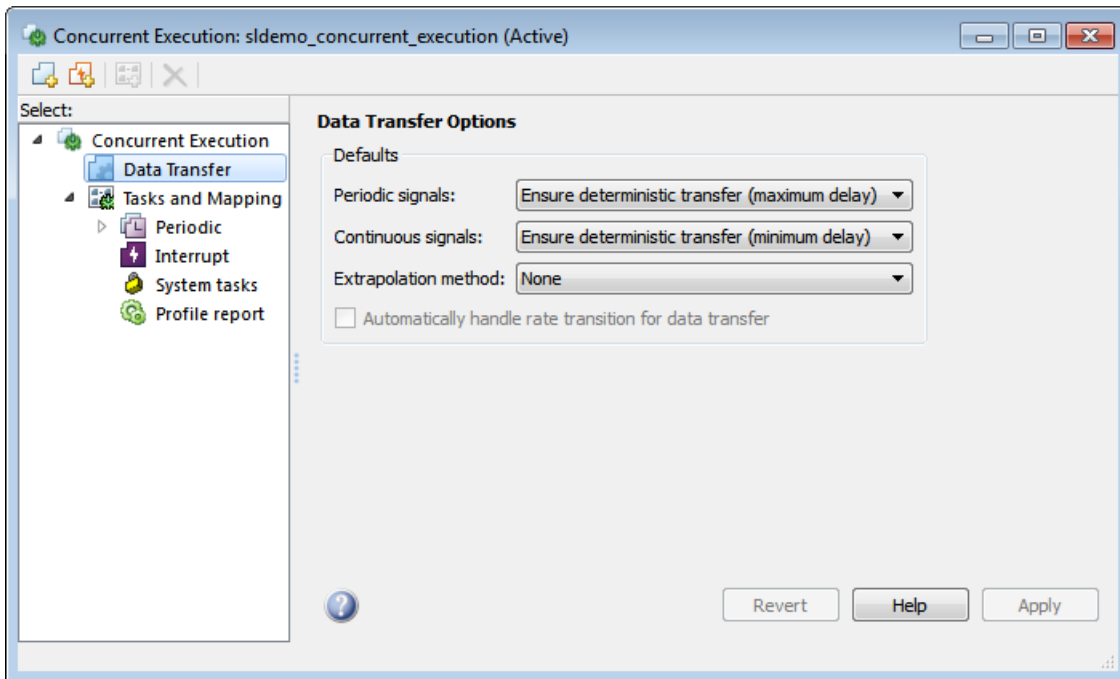 Concurrent Execution: sldemo_concurrent_execution (Active)
Select:
Concurrent Execution
Data Transfer
Tasks and Mapping
Periodic
Interrupt
System tasks
Profile report
Data Transfer Options
Defaults
Periodic signals: Ensure deterministic transfer (maximum delay)
Continuous signals: Ensure deterministic transfer (minimum delay)
Extrapolation method: None
Automatically handle rate transition for data transfer
Revert Help Apply